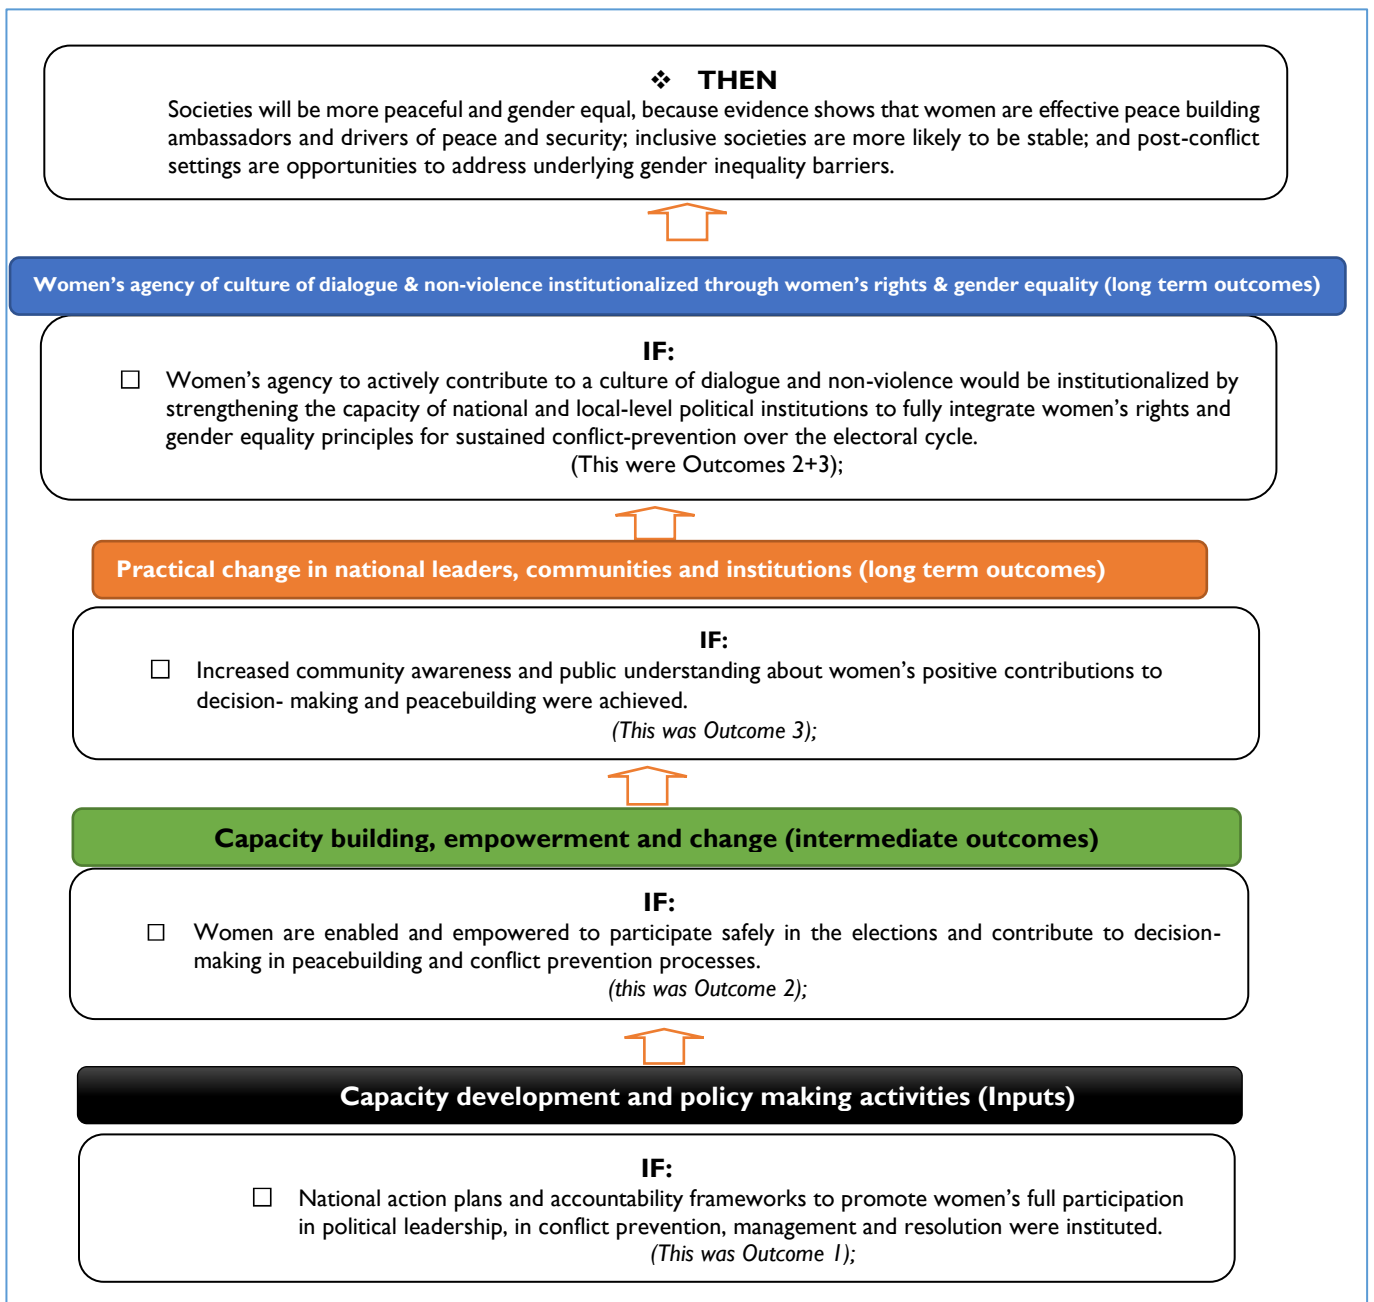 ❖ THEN
Societies will be more peaceful and gender equal, because evidence shows that women are effective peace building
ambassadors and drivers of peace and security; inclusive societies are more likely to be stable; and post-conflict
settings are opportunities to address underlying gender inequality barriers.
Women's agency of culture of dialogue & non-violence institutionalized through women's rights & gender equality (long term outcomes)
IF:
☐ Women's agency to actively contribute to a culture of dialogue and non-violence would be institutionalized by
strengthening the capacity of national and local-level political institutions to fully integrate women's rights and
gender equality principles for sustained conflict-prevention over the electoral cycle.
(This were Outcomes 2+3);
Practical change in national leaders, communities and institutions (long term outcomes)
IF:
☐ Increased community awareness and public understanding about women's positive contributions to
decision- making and peacebuilding were achieved.
(This was Outcome 3);
Capacity building, empowerment and change (intermediate outcomes)
IF:
☐ Women are enabled and empowered to participate safely in the elections and contribute to decision-
making in peacebuilding and conflict prevention processes.
(this was Outcome 2);
Capacity development and policy making activities (Inputs)
IF:
☐ National action plans and accountability frameworks to promote women's full participation
in political leadership, in conflict prevention, management and resolution were instituted.
(This was Outcome 1);